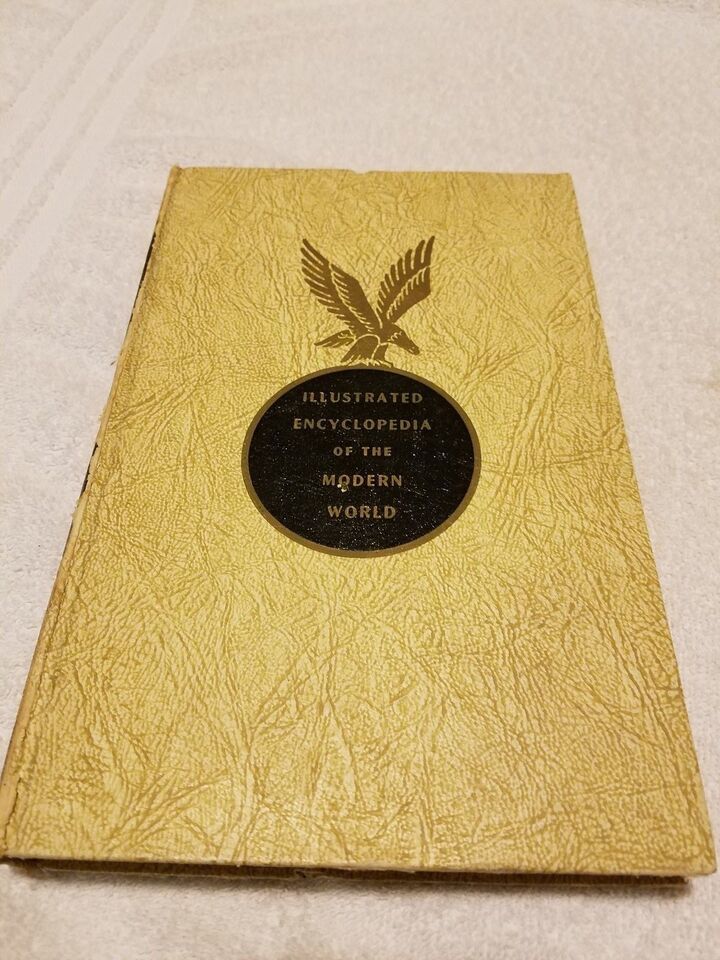 ILLUSTRATED
ENCYCLOPEDIA
OF THE
MODERN
WORLD